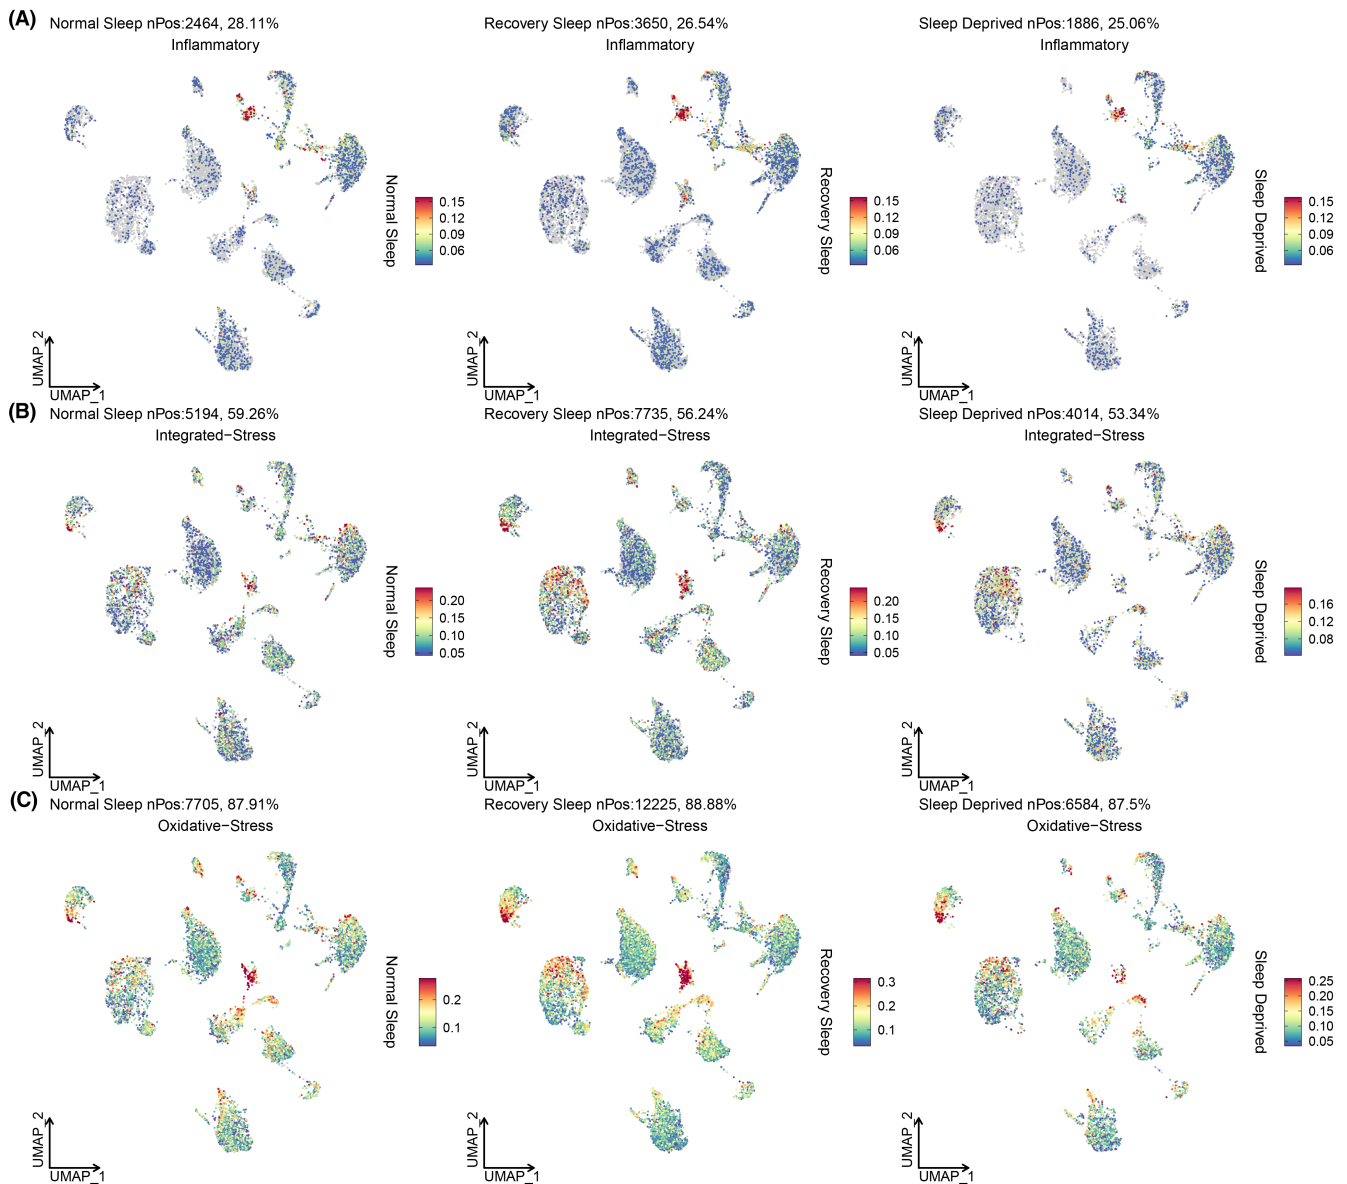 (A)
Normal Sleep nPos:2464, 28.11%
Inflammatory
Normal Sleep
0.15
0.12
0.09
0.06
UMAP_2
UMAP_1
Recovery Sleep nPos:3650, 26.54%
Inflammatory
Recovery Sleep
0.15
0.12
0.09
0.06
UMAP_2
UMAP_1
Sleep Deprived nPos:1886, 25.06%
Inflammatory
Sleep Deprived
0.15
0.12
0.09
0.06
UMAP_2
UMAP_1
(B)
Normal Sleep nPos:5194, 59.26%
Integrated−Stress
Normal Sleep
0.20
0.15
0.10
0.05
UMAP_2
UMAP_1
Recovery Sleep nPos:7735, 56.24%
Integrated−Stress
Recovery Sleep
0.20
0.15
0.10
0.05
UMAP_2
UMAP_1
Sleep Deprived nPos:4014, 53.34%
Integrated−Stress
Sleep Deprived
0.16
0.12
0.08
UMAP_2
UMAP_1
(C)
Normal Sleep nPos:7705, 87.91%
Oxidative−Stress
Normal Sleep
0.2
0.1
UMAP_2
UMAP_1
Recovery Sleep nPos:12225, 88.88%
Oxidative−Stress
Recovery Sleep
0.3
0.2
0.1
UMAP_2
UMAP_1
Sleep Deprived nPos:6584, 87.5%
Oxidative−Stress
Sleep Deprived
0.25
0.20
0.15
0.10
0.05
UMAP_2
UMAP_1